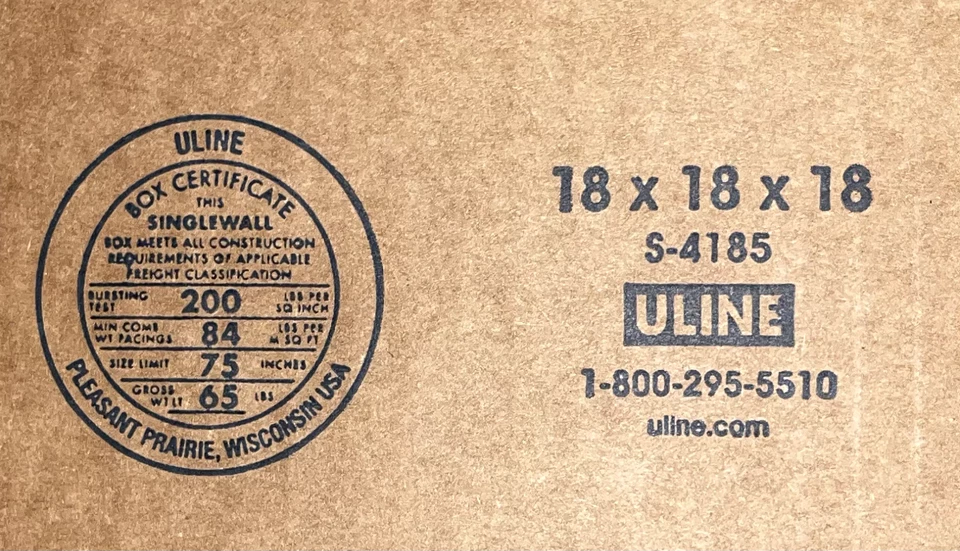 ULINE
BOX CERTIFICATE
THIS
SINGLEWALL
BOX MEETS ALL CONSTRUCTION
REQUIREMENTS OF APPLICABLE
FREIGHT CLASSIFICATION
BURSTING TEST 200 LBS PER SQ INCH
MIN COMB WT FACINGS 84 LBS PER M SQ FT
SIZE LIMIT 75 INCHES
GROSS WT LT 65 LBS
PLEASANT PRAIRIE, WISCONSIN USA
18 x 18 x 18
S-4185
ULINE
1-800-295-5510
uline.com